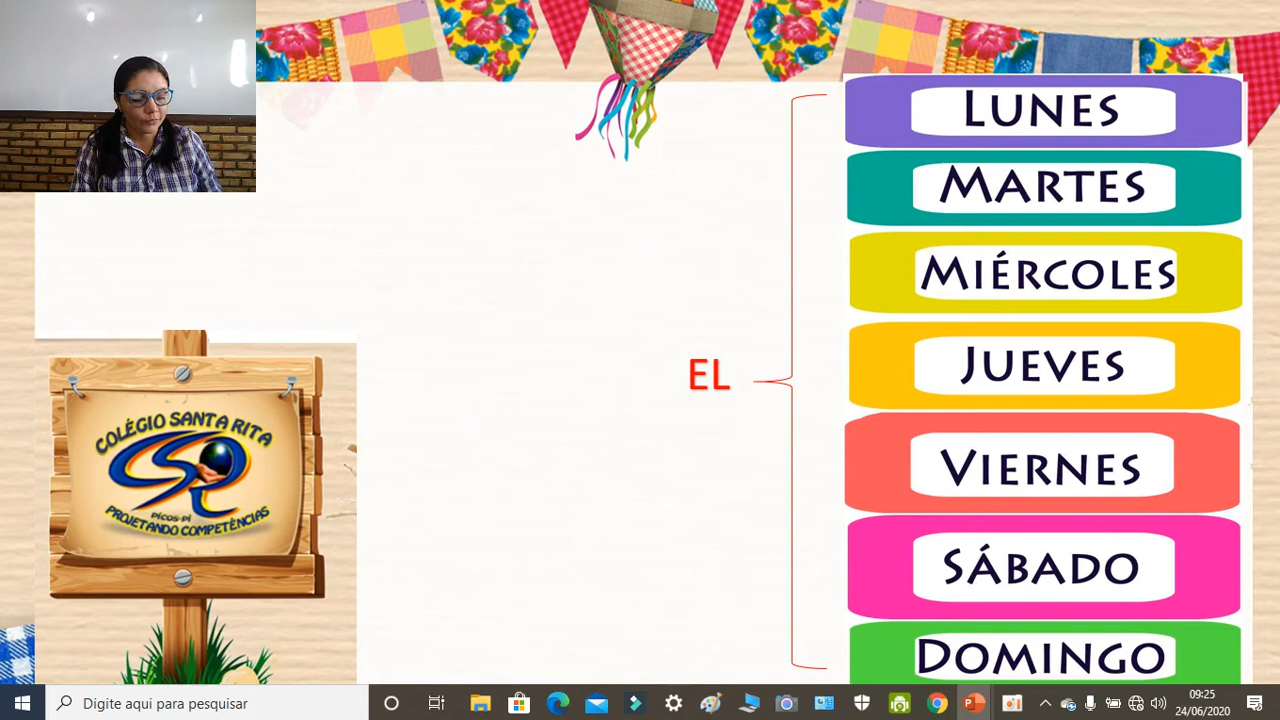 LUNES
MARTES
MIÉRCOLES
EL
JUEVES
VIERNES
SÁBADO
DOMINGO
COLÉGIO SANTA RITA
PICOS-PI
PROJETANDO COMPETÊNCIAS
Digite aqui para pesquisar
09:25
24/06/2020